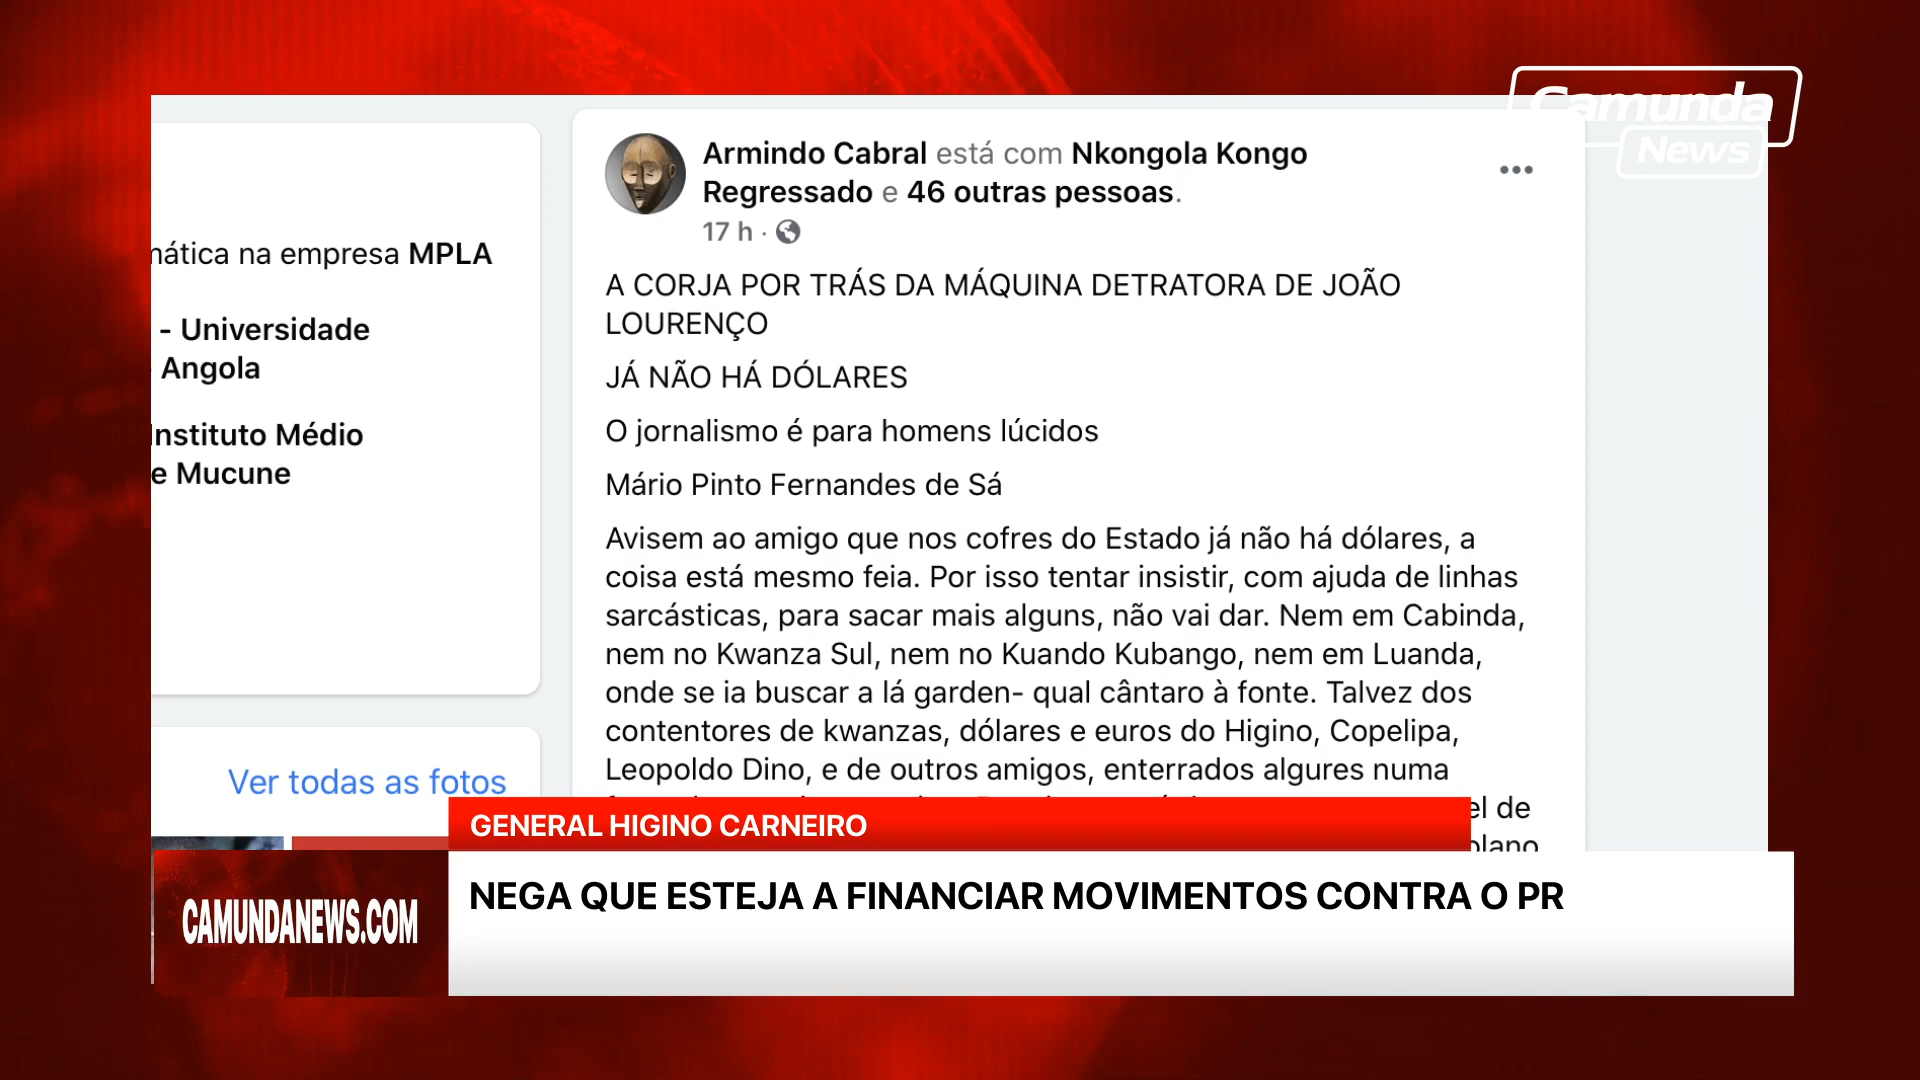 Camunda
News
mática na empresa MPLA
- Universidade
Angola
Instituto Médio
e Mucune
Ver todas as fotos
Armindo Cabral está com Nkongola Kongo
Regressado e 46 outras pessoas.
17 h ·
A CORJA POR TRÁS DA MÁQUINA DETRATORA DE JOÃO
LOURENÇO
JÁ NÃO HÁ DÓLARES
O jornalismo é para homens lúcidos
Mário Pinto Fernandes de Sá
Avisem ao amigo que nos cofres do Estado já não há dólares, a
coisa está mesmo feia. Por isso tentar insistir, com ajuda de linhas
sarcásticas, para sacar mais alguns, não vai dar. Nem em Cabinda,
nem no Kwanza Sul, nem no Kuando Kubango, nem em Luanda,
onde se ia buscar a lá garden- qual cântaro à fonte. Talvez dos
contentores de kwanzas, dólares e euros do Higino, Copelipa,
Leopoldo Dino, e de outros amigos, enterrados algures numa
el de
plano
GENERAL HIGINO CARNEIRO
CAMUNDANEWS.COM
NEGA QUE ESTEJA A FINANCIAR MOVIMENTOS CONTRA O PR